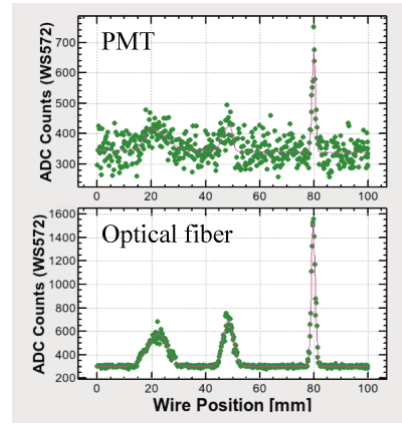 PMT
ADC Counts (WS572)
700
600
500
400
300
0 20 40 60 80 100
Optical fiber
ADC Counts (WS572)
1600
1400
1200
1000
800
600
400
200
0 20 40 60 80 100
Wire Position [mm]